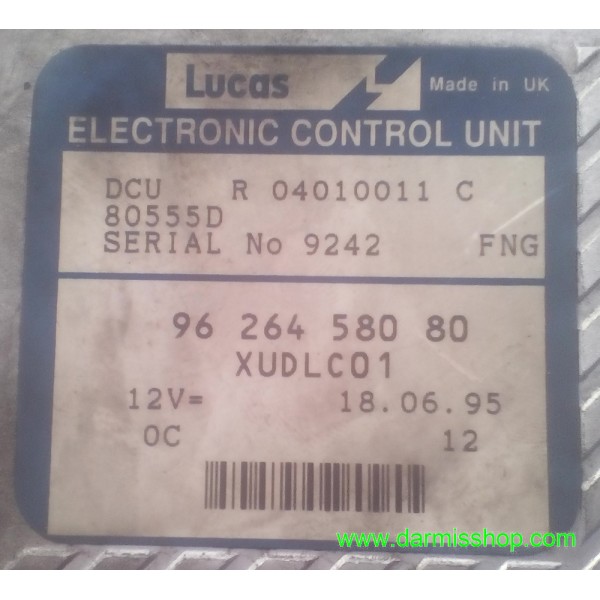 Lucas Made in UK
ELECTRONIC CONTROL UNIT
DCU R 04010011 C
80555D
SERIAL No 9242 FNG
96 264 580 80
XUDLC01
12V= 18.06.95
0C 12
www.darmisshop.com